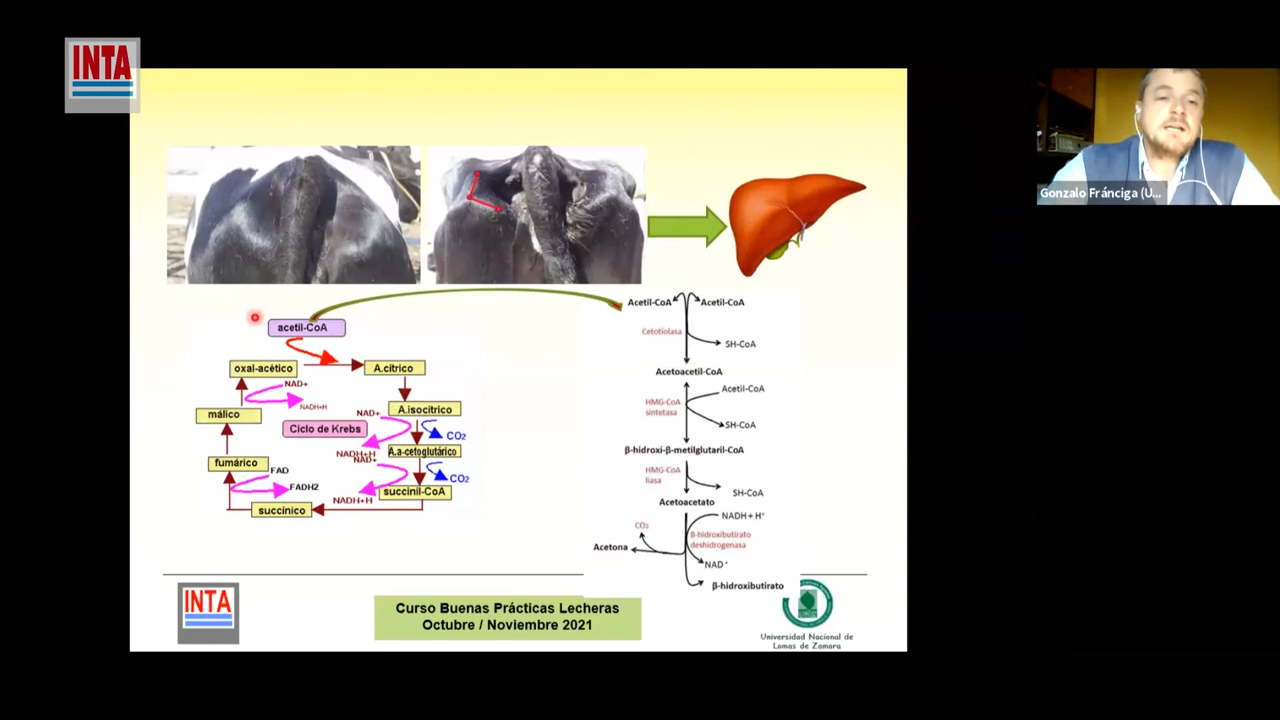 INTA
Gonzalo Fránciga (U...
acetil-CoA
oxal-acético
A.cítrico
NAD+
NADH+H
málico
A.isocítrico
NAD+
CO2
Ciclo de Krebs
NADH+H
NAD+
A.a-cetoglutárico
fumárico
FAD
FADH2
CO2
succinil-CoA
NADH+H
succínico
Acetil-CoA
Acetil-CoA
Cetotiolasa
SH-CoA
Acetoacetil-CoA
HMG-CoA
sintetasa
Acetil-CoA
SH-CoA
β-hidroxi-β-metilglutaril-CoA
HMG-CoA
liasa
SH-CoA
Acetoacetato
NADH + H⁺
CO₂
β-hidroxibutirato
deshidrogenasa
Acetona
NAD⁺
β-hidroxibutirato
INTA
Curso Buenas Prácticas Lecheras
Octubre / Noviembre 2021
Universidad Nacional de
Lomas de Zamora